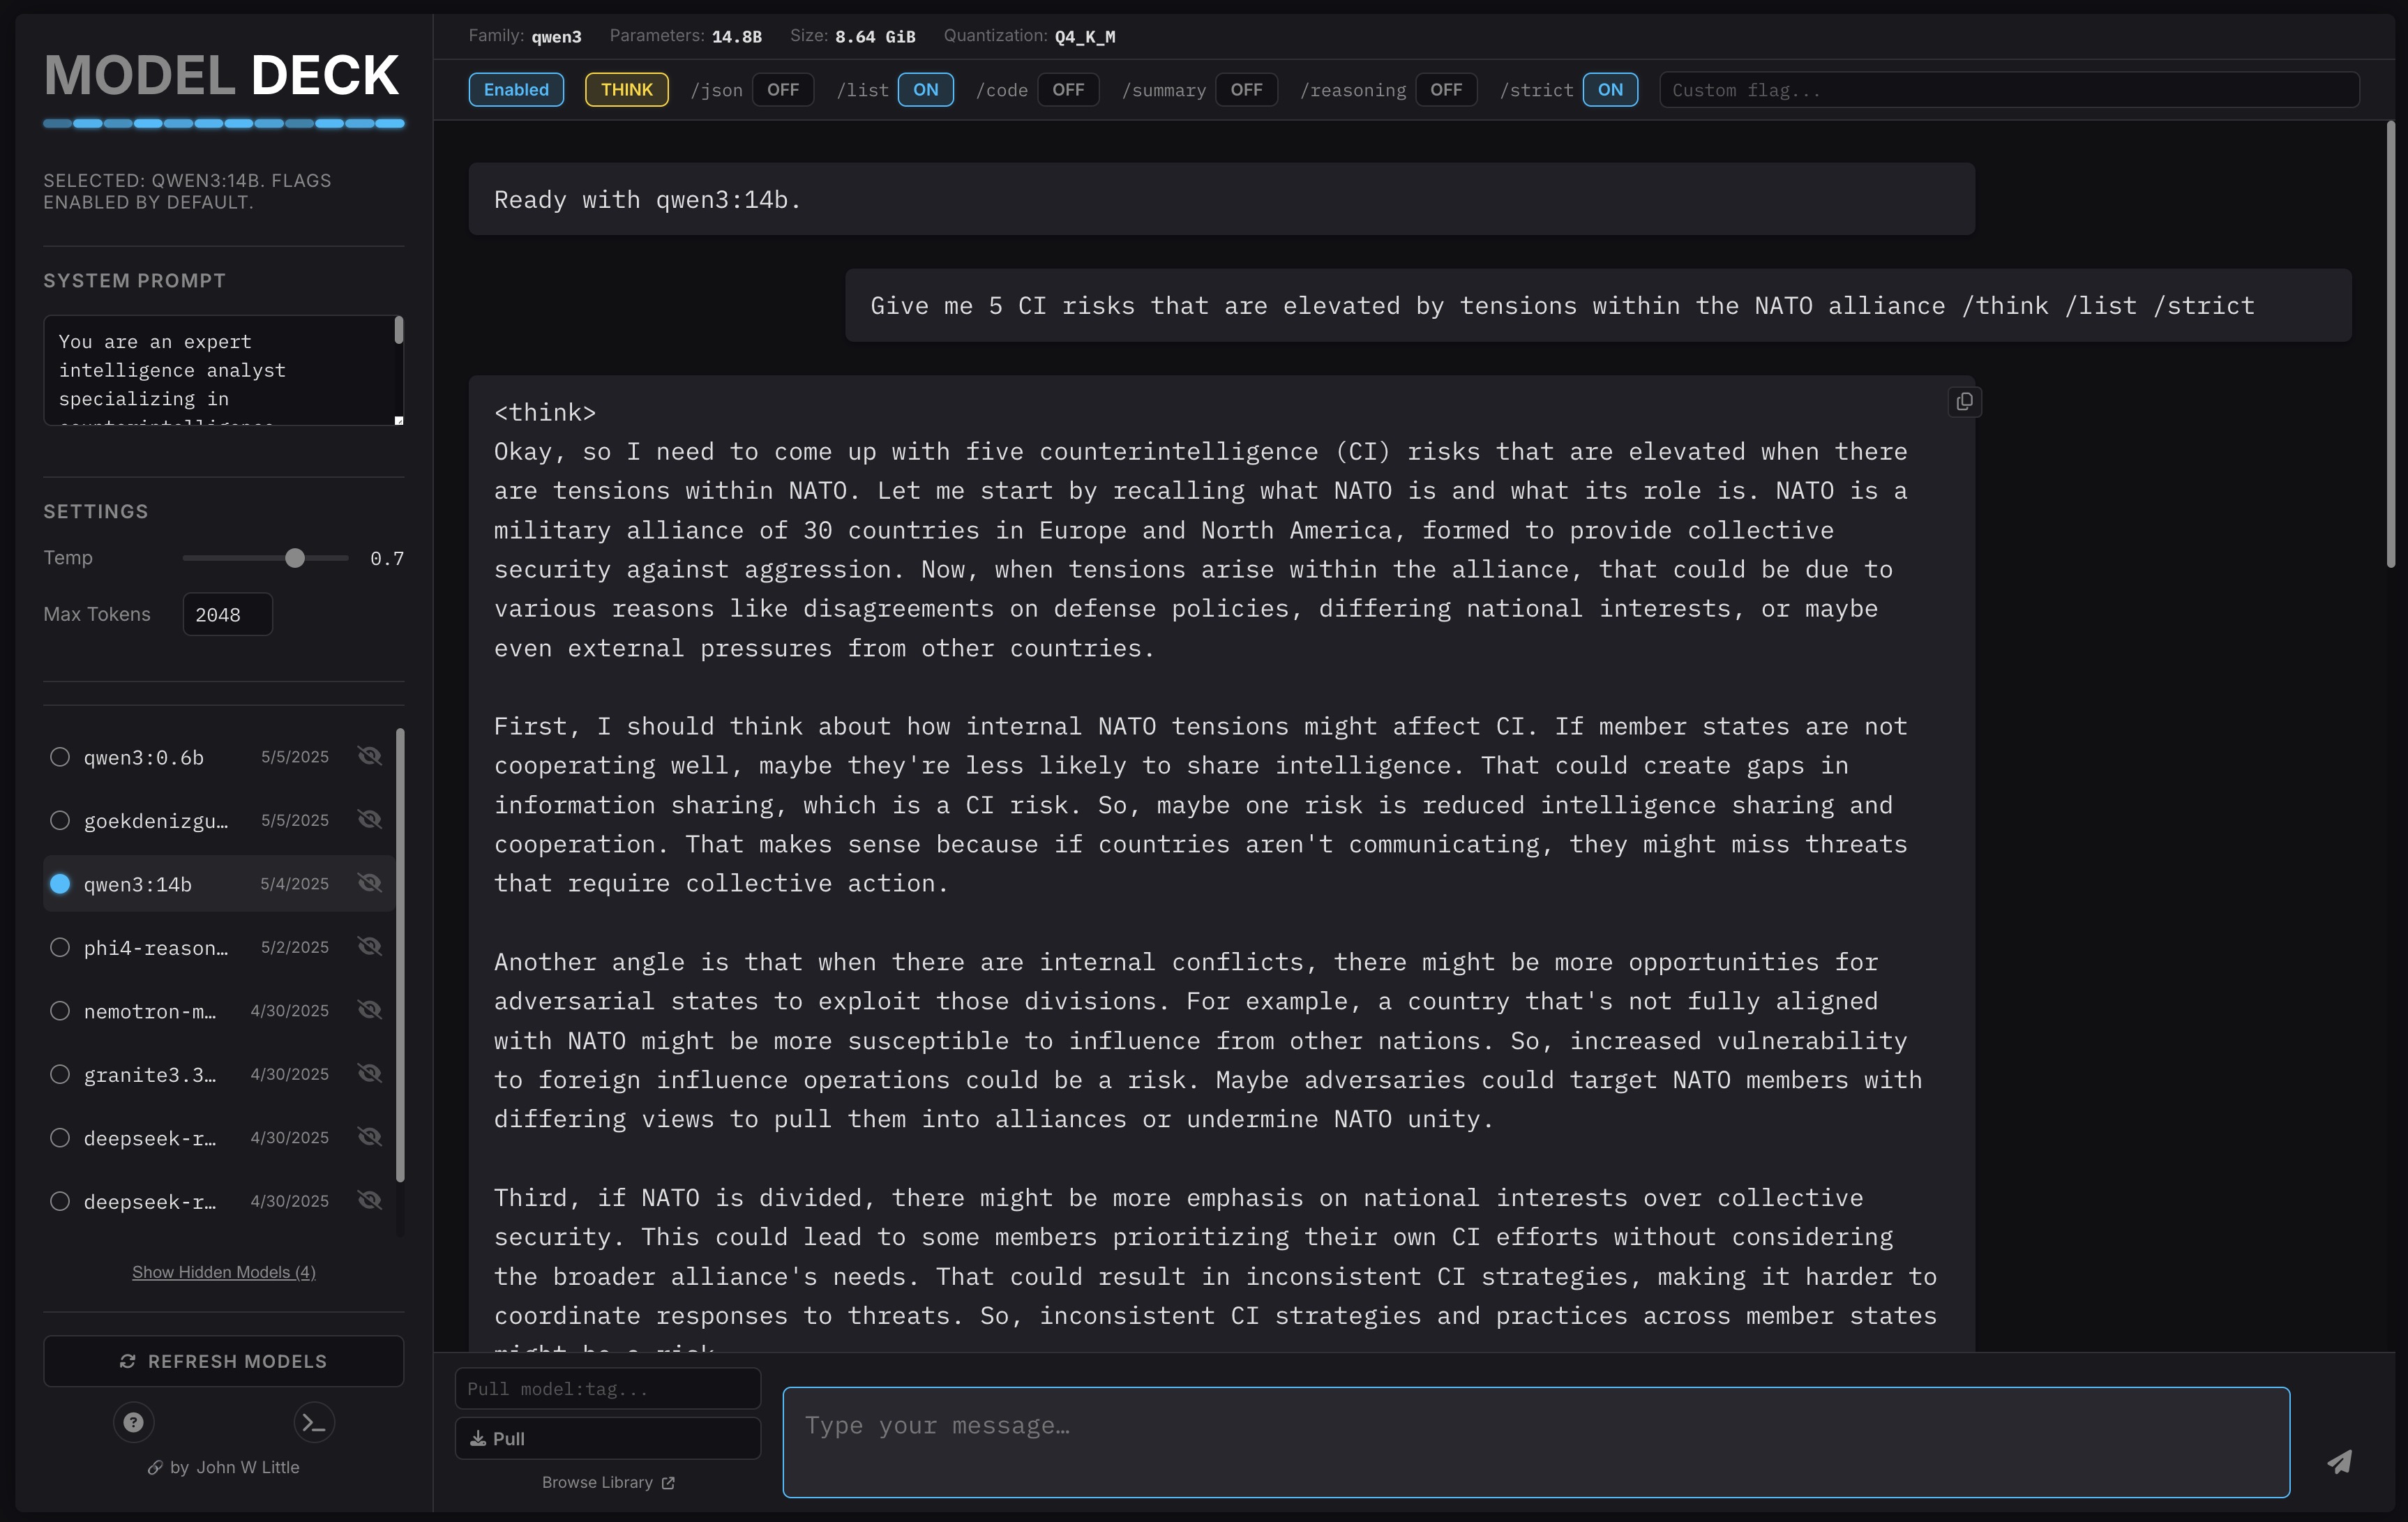 MODEL DECK
SELECTED: QWEN3:14B. FLAGS
ENABLED BY DEFAULT.
SYSTEM PROMPT
You are an expert
intelligence analyst
specializing in
counterintelligence
SETTINGS
Temp 0.7
Max Tokens 2048
qwen3:0.6b 5/5/2025
goekdenizgu… 5/5/2025
qwen3:14b 5/4/2025
phi4-reason… 5/2/2025
nemotron-m… 4/30/2025
granite3.3… 4/30/2025
deepseek-r… 4/30/2025
deepseek-r… 4/30/2025
Show Hidden Models (4)
REFRESH MODELS
by John W Little
Family: qwen3 Parameters: 14.8B Size: 8.64 GiB Quantization: Q4_K_M
Enabled THINK /json OFF /list ON /code OFF /summary OFF /reasoning OFF /strict ON Custom flag...
Ready with qwen3:14b.
Give me 5 CI risks that are elevated by tensions within the NATO alliance /think /list /strict
<think>
Okay, so I need to come up with five counterintelligence (CI) risks that are elevated when there
are tensions within NATO. Let me start by recalling what NATO is and what its role is. NATO is a
military alliance of 30 countries in Europe and North America, formed to provide collective
security against aggression. Now, when tensions arise within the alliance, that could be due to
various reasons like disagreements on defense policies, differing national interests, or maybe
even external pressures from other countries.
First, I should think about how internal NATO tensions might affect CI. If member states are not
cooperating well, maybe they're less likely to share intelligence. That could create gaps in
information sharing, which is a CI risk. So, maybe one risk is reduced intelligence sharing and
cooperation. That makes sense because if countries aren't communicating, they might miss threats
that require collective action.
Another angle is that when there are internal conflicts, there might be more opportunities for
adversarial states to exploit those divisions. For example, a country that's not fully aligned
with NATO might be more susceptible to influence from other nations. So, increased vulnerability
to foreign influence operations could be a risk. Maybe adversaries could target NATO members with
differing views to pull them into alliances or undermine NATO unity.
Third, if NATO is divided, there might be more emphasis on national interests over collective
security. This could lead to some members prioritizing their own CI efforts without considering
the broader alliance's needs. That could result in inconsistent CI strategies, making it harder to
coordinate responses to threats. So, inconsistent CI strategies and practices across member states
might be a risk.
Pull model:tag...
Pull
Browse Library
Type your message…